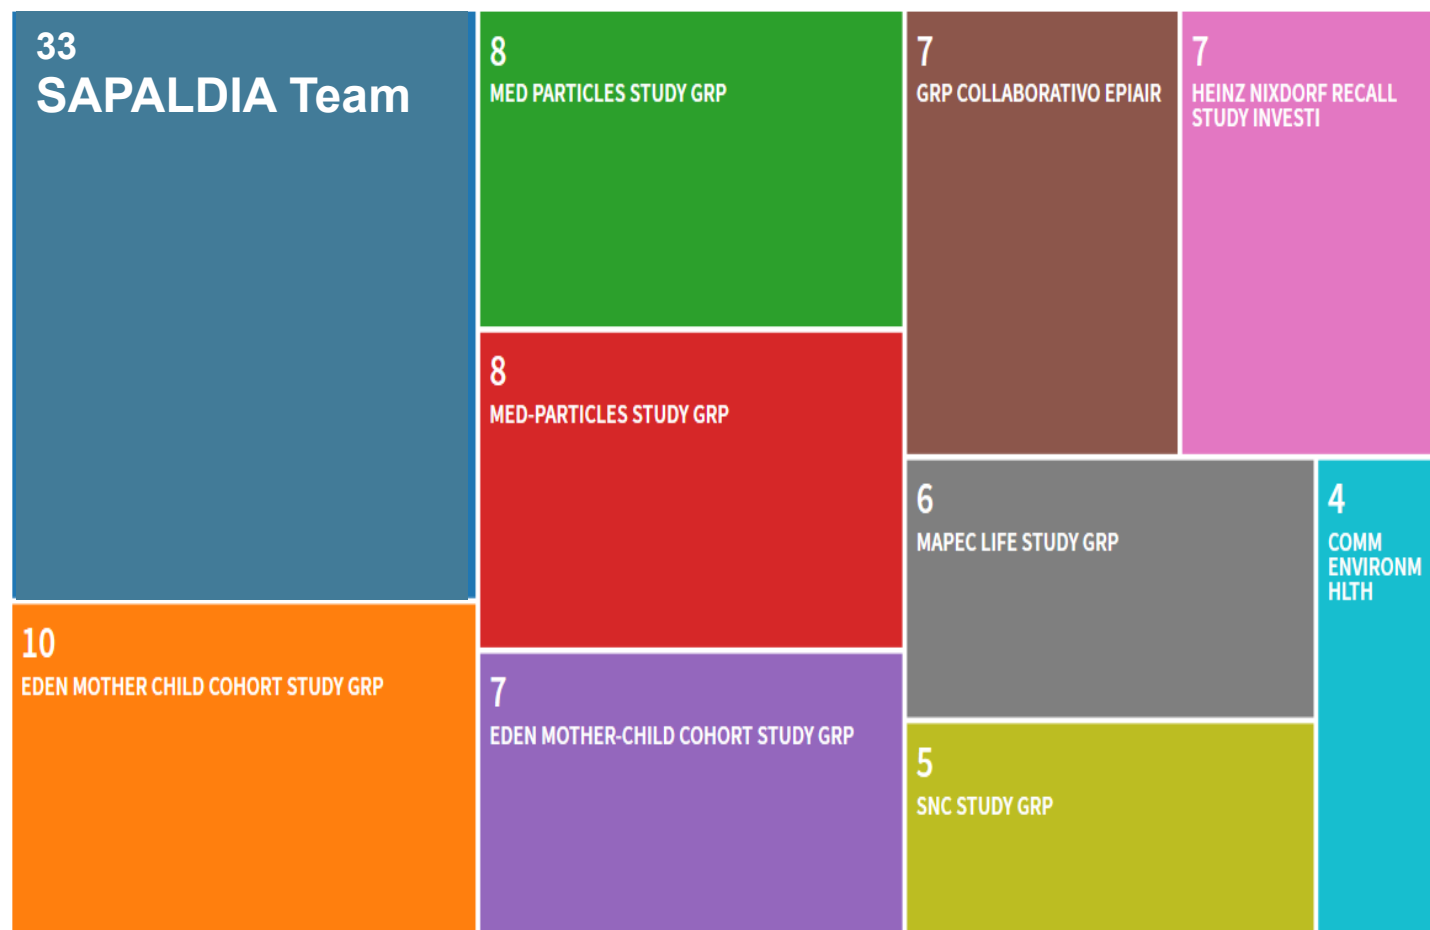 33
SAPALDIA Team
10
EDEN MOTHER CHILD COHORT STUDY GRP
8
MED PARTICLES STUDY GRP
8
MED-PARTICLES STUDY GRP
7
EDEN MOTHER-CHILD COHORT STUDY GRP
7
GRP COLLABORATIVO EPIAIR
7
HEINZ NIXDORF RECALL
STUDY INVESTI
6
MAPEC LIFE STUDY GRP
5
SNC STUDY GRP
4
COMM
ENVIRONM
HLTH